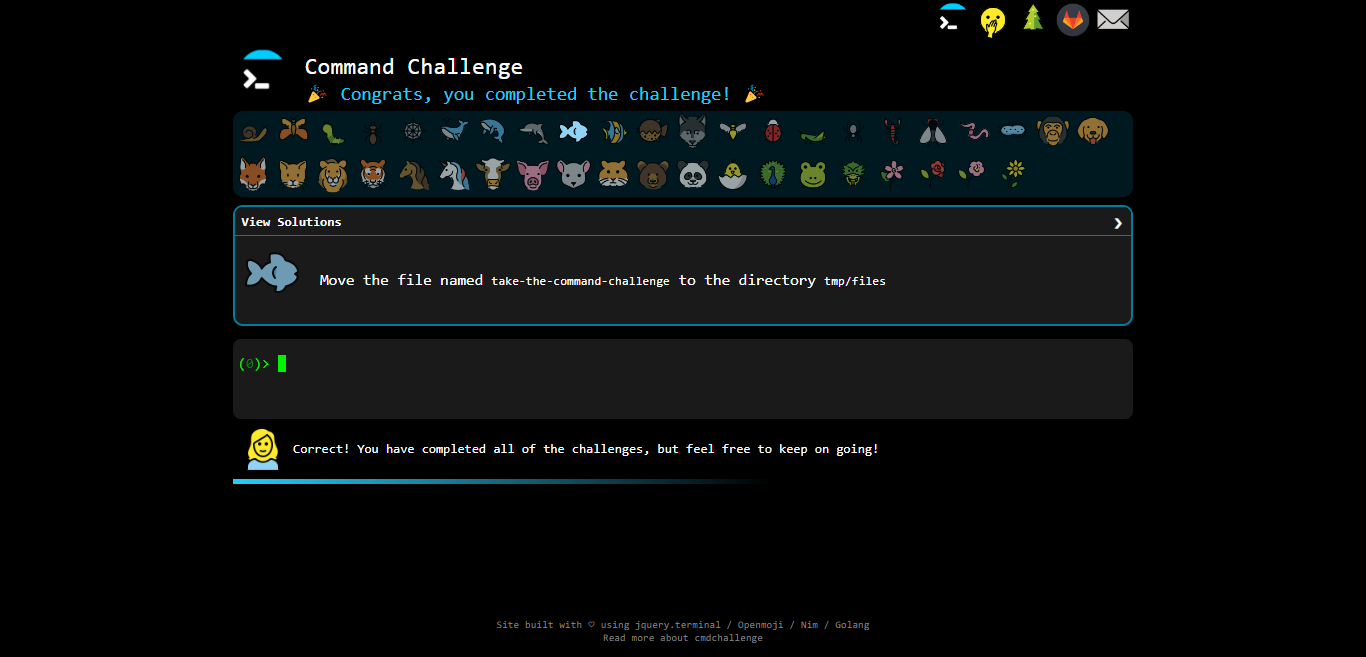 Command Challenge
Congrats, you completed the challenge!
View Solutions
Move the file named take-the-command-challenge to the directory tmp/files
(0)>
Correct! You have completed all of the challenges, but feel free to keep on going!
Site built with ♡ using jquery.terminal / Openmoji / Nim / Golang
Read more about cmdchallenge